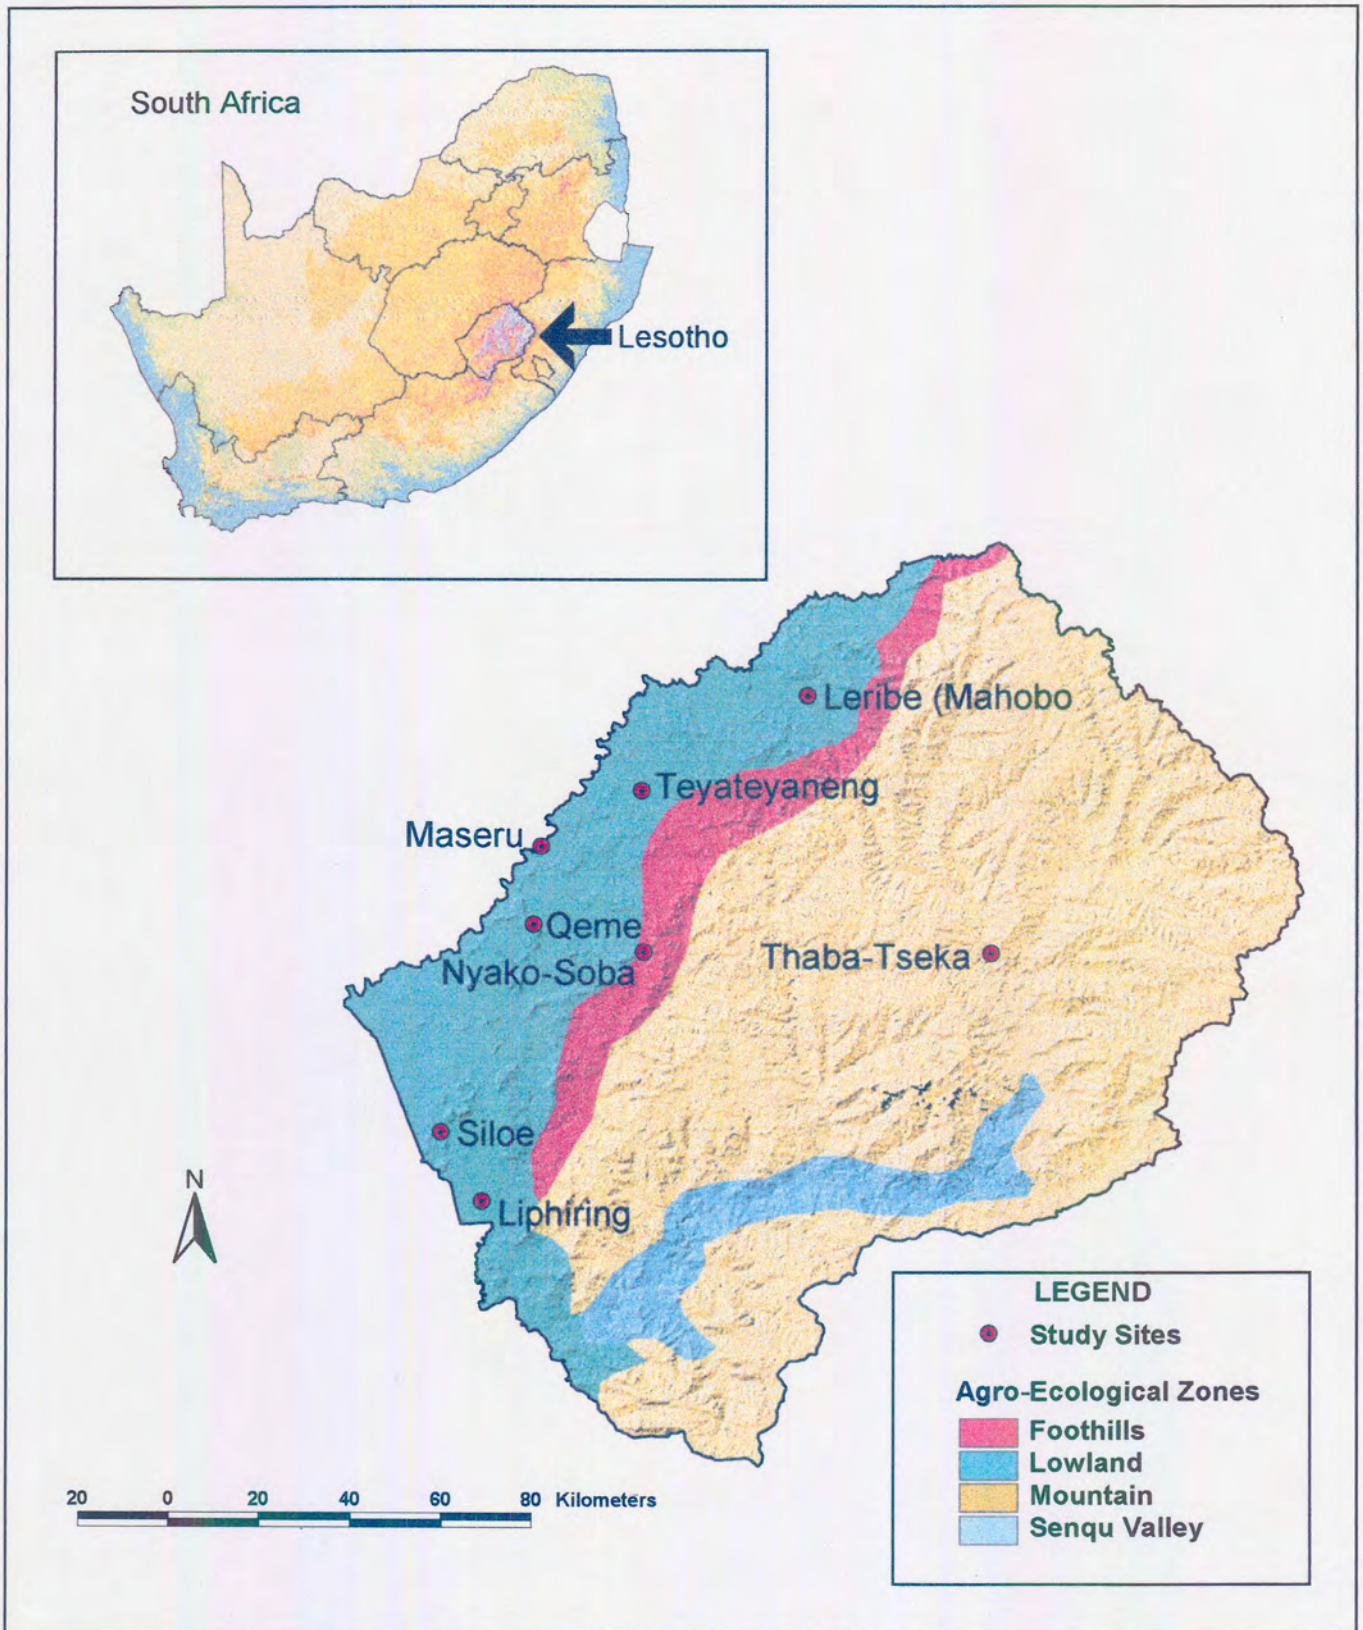 South Africa
Lesotho
Leribe (Mahobo
Teyateyaneng
Maseru
Qeme
Nyako-Soba
Thaba-Tseka
Siloe
Liphiring
N
LEGEND
Study Sites
Agro-Ecological Zones
Foothills
Lowland
Mountain
Senqu Valley
20 0 20 40 60 80 Kilometers